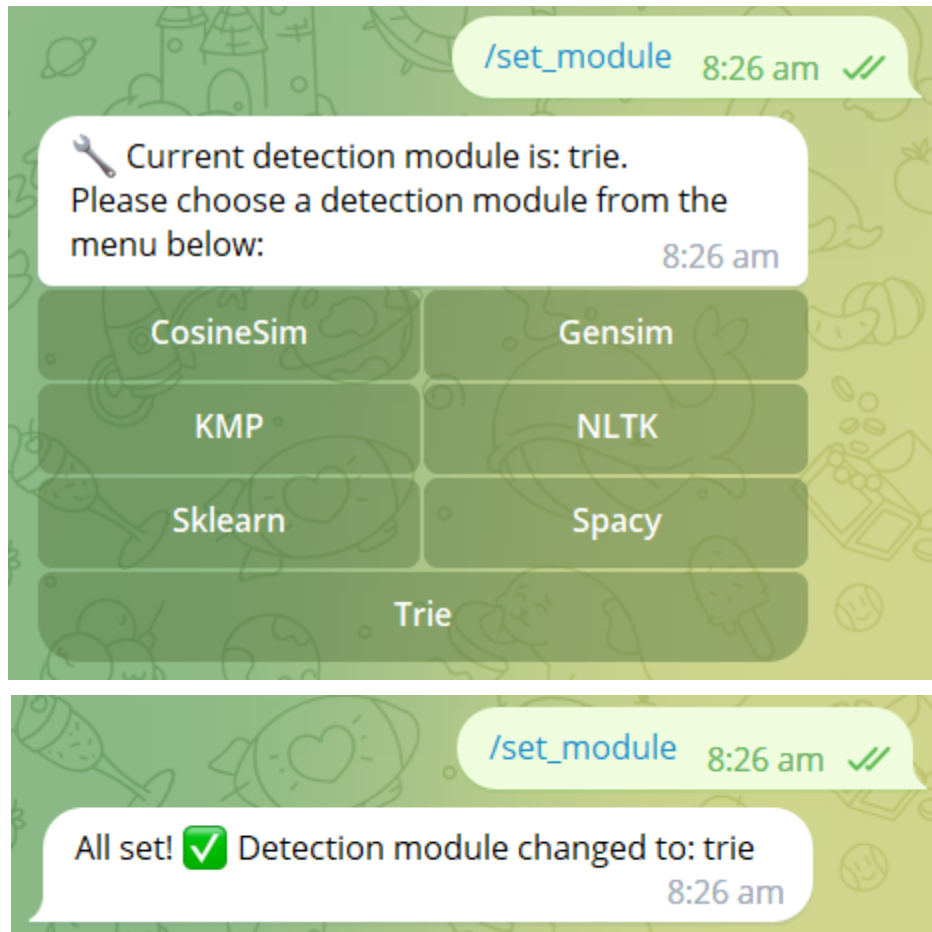 /set_module 8:26 am
🔧 Current detection module is: trie.
Please choose a detection module from the
menu below:
8:26 am
CosineSim Gensim
KMP NLTK
Sklearn Spacy
Trie
/set_module 8:26 am
All set! ✅ Detection module changed to: trie
8:26 am